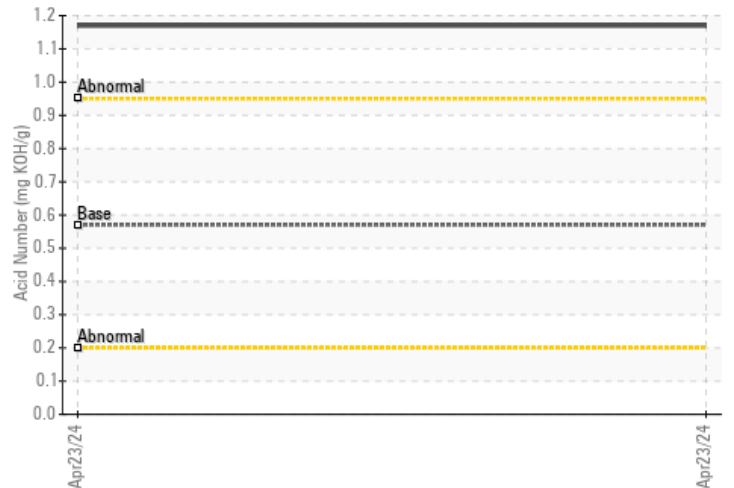 Acid Number (mg KOH/g)
1.2
1.1
1.0
0.9
0.8
0.7
0.6
0.5
0.4
0.3
0.2
0.1
0.0
Abnormal
Base
Abnormal
Apr23/24
Apr23/24